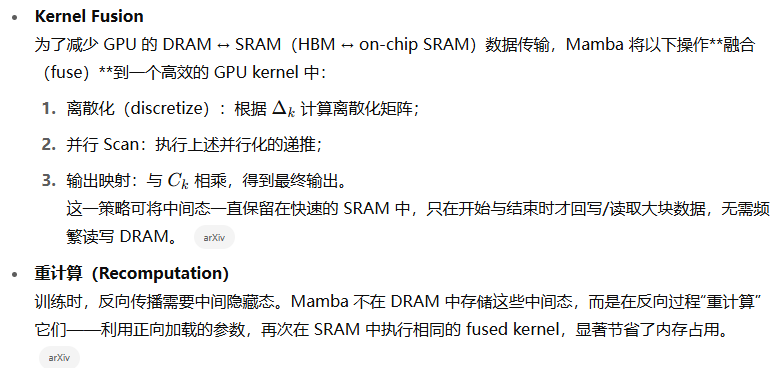 Kernel Fusion
为了减少 GPU 的 DRAM ↔ SRAM（HBM ↔ on-chip SRAM）数据传输，Mamba 将以下操作**融合
（fuse）**到一个高效的 GPU kernel 中：
1. 离散化（discretize）：根据 Δk 计算离散化矩阵；
2. 并行 Scan：执行上述并行化的递推；
3. 输出映射：与 Ck 相乘，得到最终输出。
这一策略可将中间态一直保留在快速的 SRAM 中，只在开始与结束时才回写/读取大块数据，无需频
繁读写 DRAM。 arXiv
重计算（Recomputation）
训练时，反向传播需要中间隐藏态。Mamba 不在 DRAM 中存储这些中间态，而是在反向过程“重计算”
它们——利用正向加载的参数，再次在 SRAM 中执行相同的 fused kernel，显著节省了内存占用。
arXiv